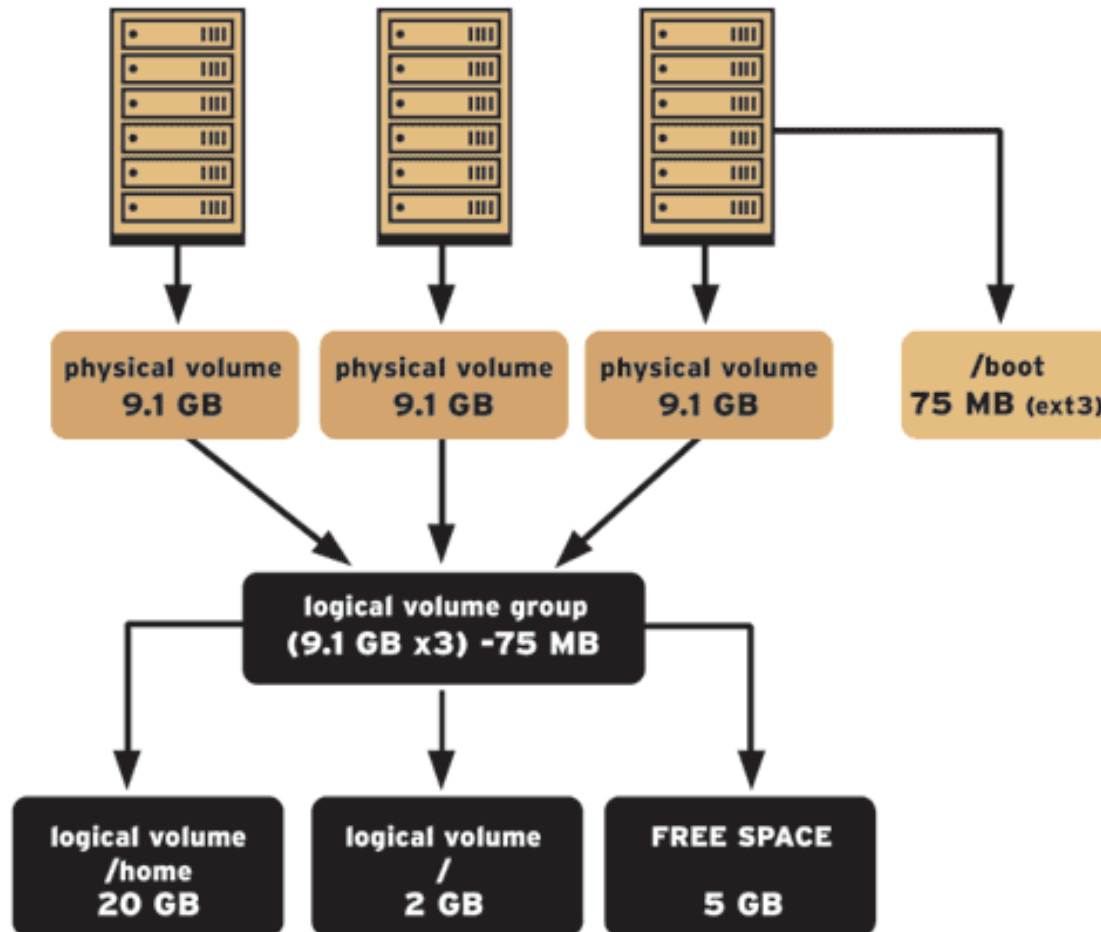 physical volume
9.1 GB
physical volume
9.1 GB
physical volume
9.1 GB
/boot
75 MB (ext3)
logical volume group
(9.1 GB x3) -75 MB
logical volume
/home
20 GB
logical volume
/
2 GB
FREE SPACE
5 GB